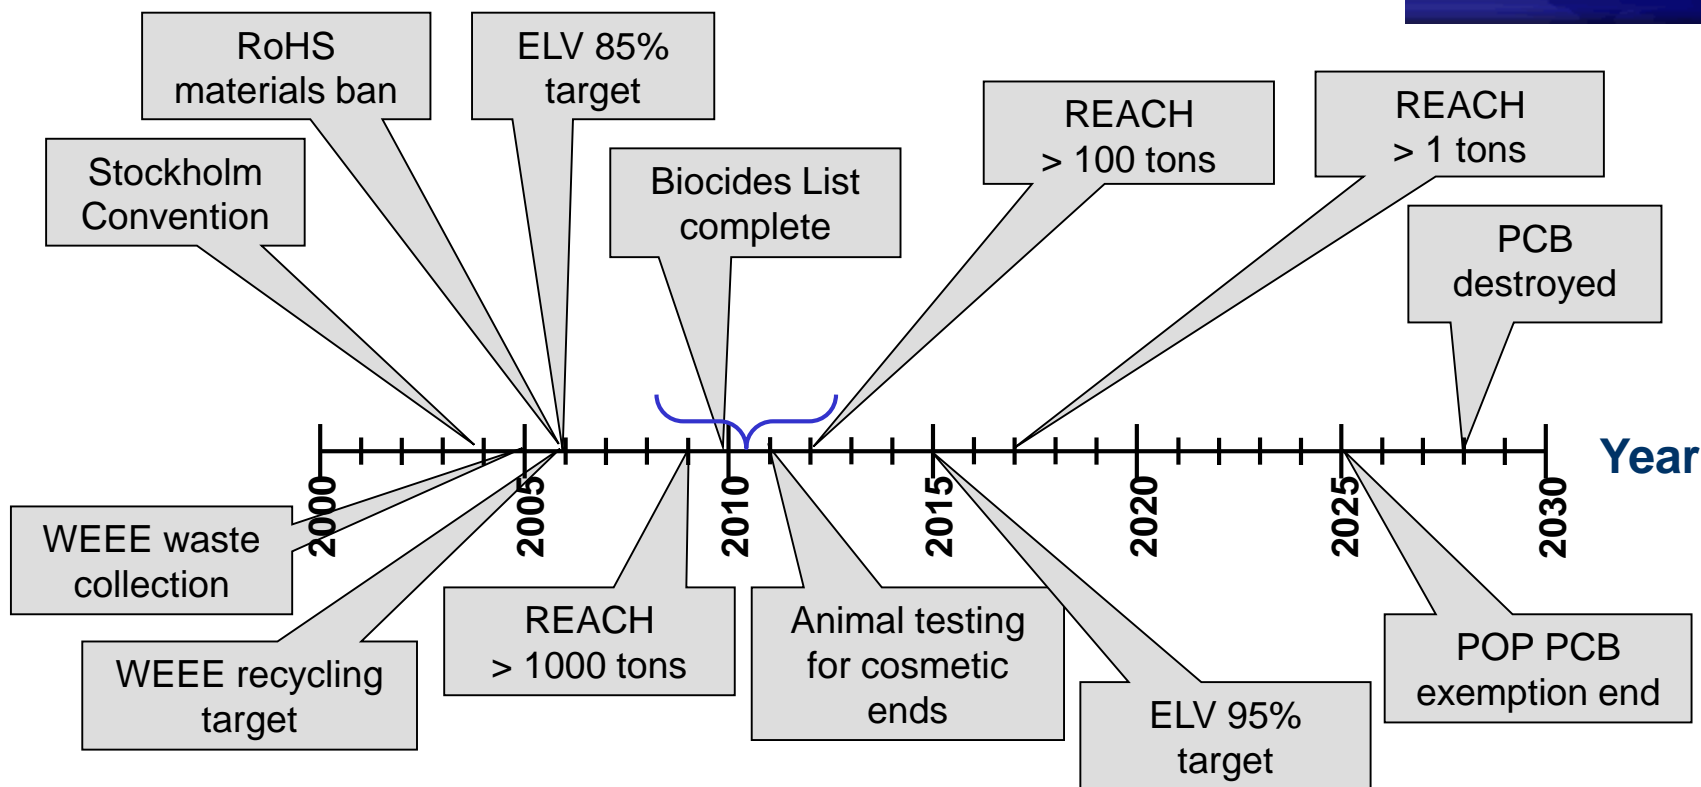 RoHS
materials ban
ELV 85%
target
REACH
> 100 tons
REACH
> 1 tons
Stockholm
Convention
Biocides List
complete
PCB
destroyed
2000
2005
2010
2015
2020
2025
2030
Year
WEEE waste
collection
WEEE recycling
target
REACH
> 1000 tons
Animal testing
for cosmetic
ends
ELV 95%
target
POP PCB
exemption end